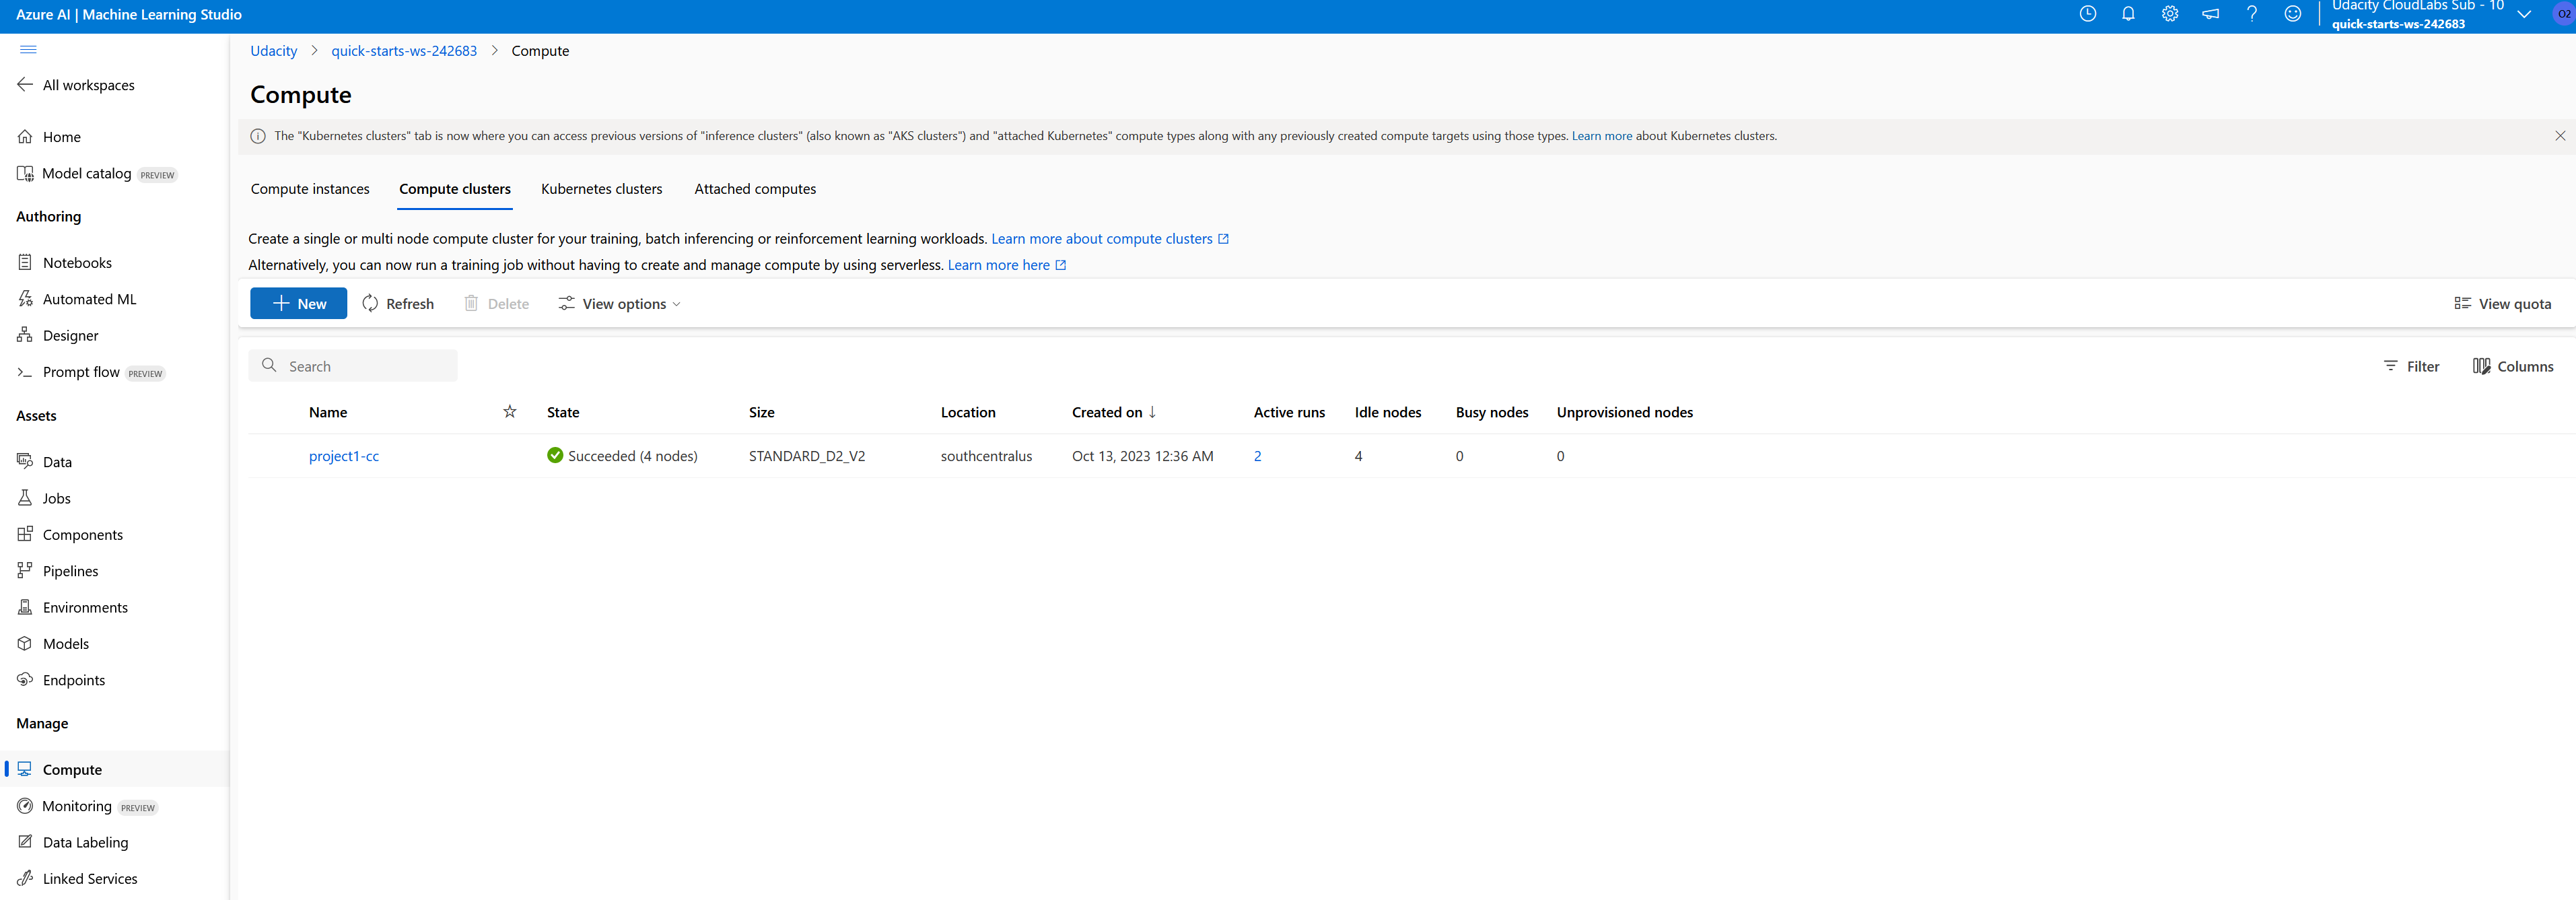 Azure AI | Machine Learning Studio
Udacity CloudLabs Sub - 10
quick-starts-ws-242683
O2
All workspaces
Home
Model catalog PREVIEW
Authoring
Notebooks
Automated ML
Designer
Prompt flow PREVIEW
Assets
Data
Jobs
Components
Pipelines
Environments
Models
Endpoints
Manage
Compute
Monitoring PREVIEW
Data Labeling
Linked Services
Udacity > quick-starts-ws-242683 > Compute
Compute
The "Kubernetes clusters" tab is now where you can access previous versions of "inference clusters" (also known as "AKS clusters") and "attached Kubernetes" compute types along with any previously created compute targets using those types. Learn more about Kubernetes clusters.
Compute instances Compute clusters Kubernetes clusters Attached computes
Create a single or multi node compute cluster for your training, batch inferencing or reinforcement learning workloads. Learn more about compute clusters
Alternatively, you can now run a training job without having to create and manage compute by using serverless. Learn more here
New Refresh Delete View options View quota
Search Filter Columns
Name State Size Location Created on ↓ Active runs Idle nodes Busy nodes Unprovisioned nodes
project1-cc Succeeded (4 nodes) STANDARD_D2_V2 southcentralus Oct 13, 2023 12:36 AM 2 4 0 0